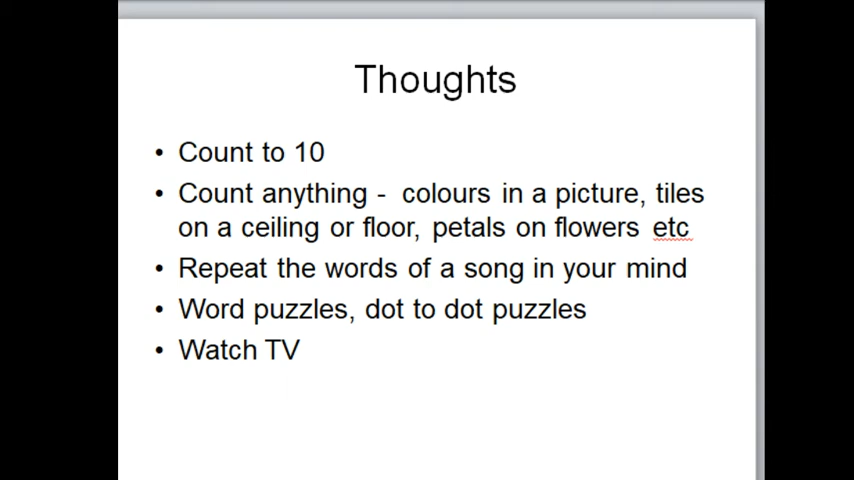 Thoughts
• Count to 10
• Count anything - colours in a picture, tiles
on a ceiling or floor, petals on flowers etc
• Repeat the words of a song in your mind
• Word puzzles, dot to dot puzzles
• Watch TV